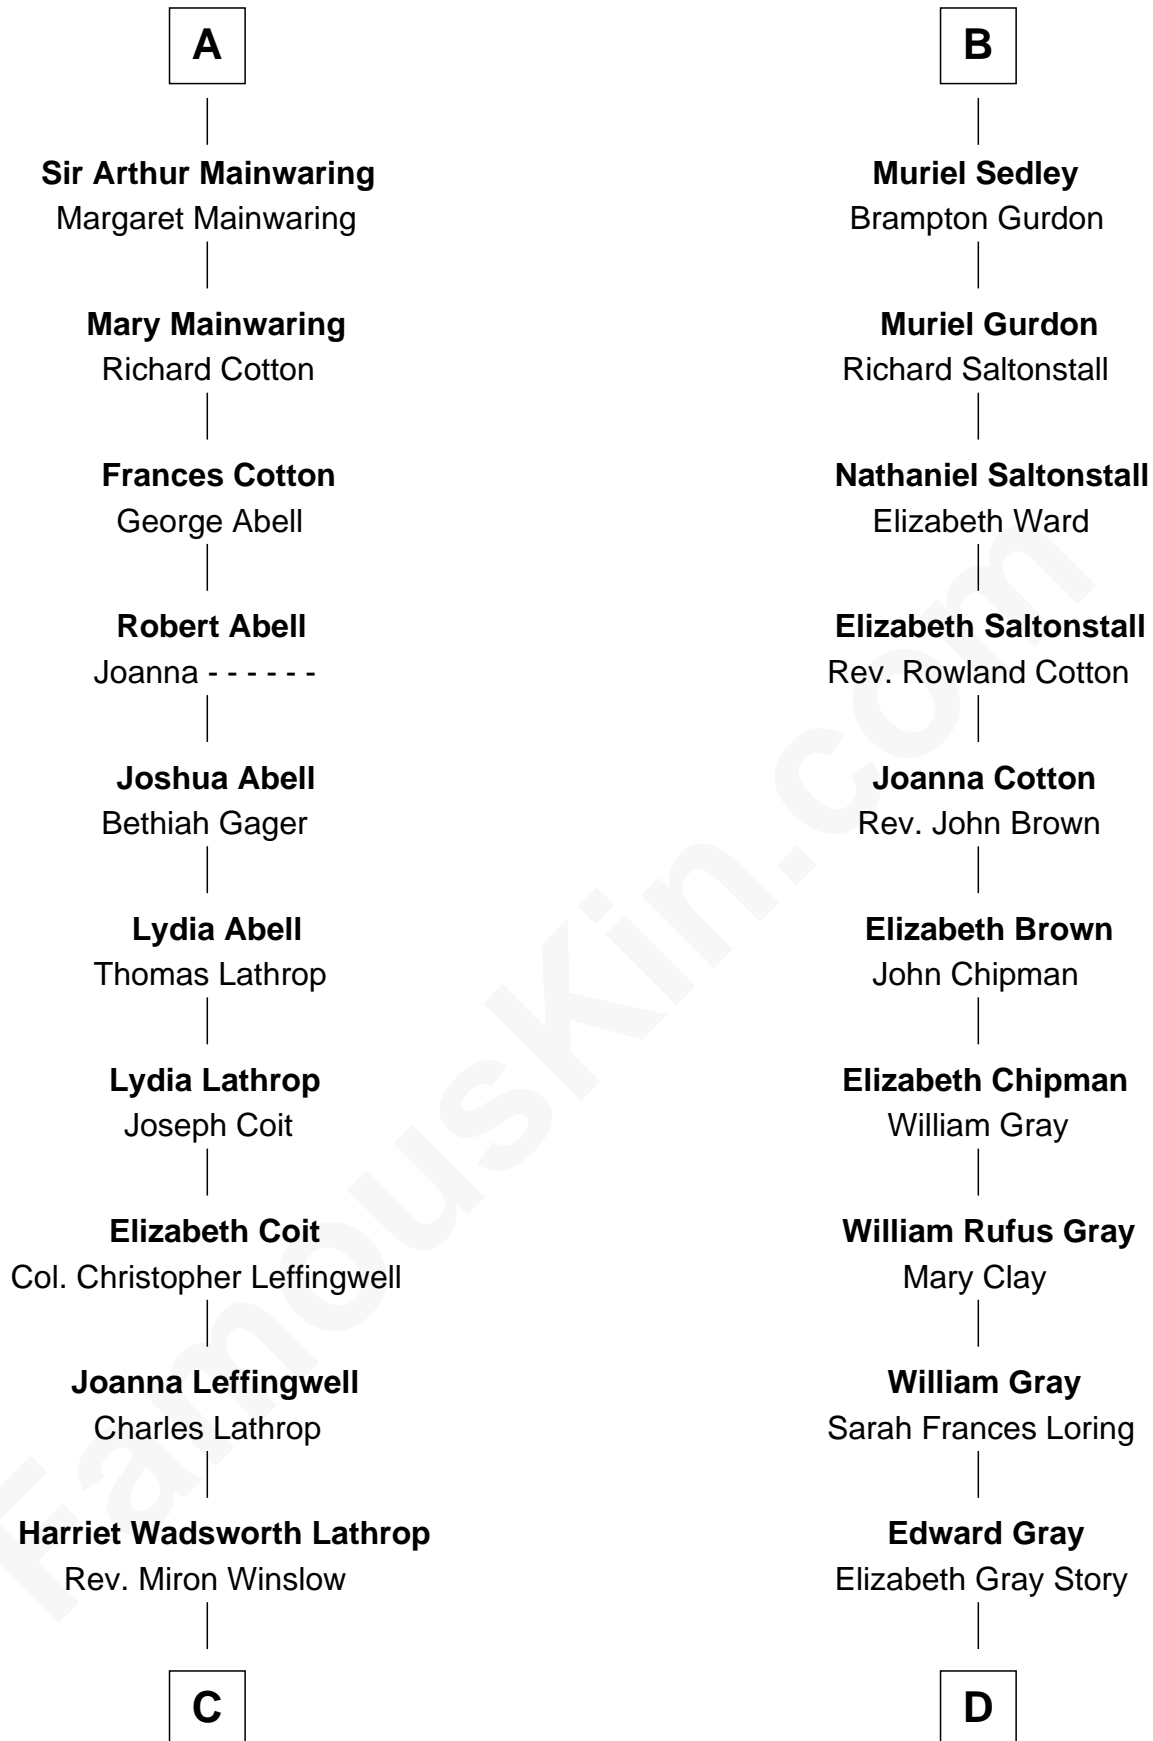 A
Sir Arthur Mainwaring
Margaret Mainwaring
Mary Mainwaring
Richard Cotton
Frances Cotton
George Abell
Robert Abell
Joanna - - - - - -
Joshua Abell
Bethiah Gager
Lydia Abell
Thomas Lathrop
Lydia Lathrop
Joseph Coit
Elizabeth Coit
Col. Christopher Leffingwell
Joanna Leffingwell
Charles Lathrop
Harriet Wadsworth Lathrop
Rev. Miron Winslow
C
B
Muriel Sedley
Brampton Gurdon
Muriel Gurdon
Richard Saltonstall
Nathaniel Saltonstall
Elizabeth Ward
Elizabeth Saltonstall
Rev. Rowland Cotton
Joanna Cotton
Rev. John Brown
Elizabeth Brown
John Chipman
Elizabeth Chipman
William Gray
William Rufus Gray
Mary Clay
William Gray
Sarah Frances Loring
Edward Gray
Elizabeth Gray Story
D
FamousKin.com